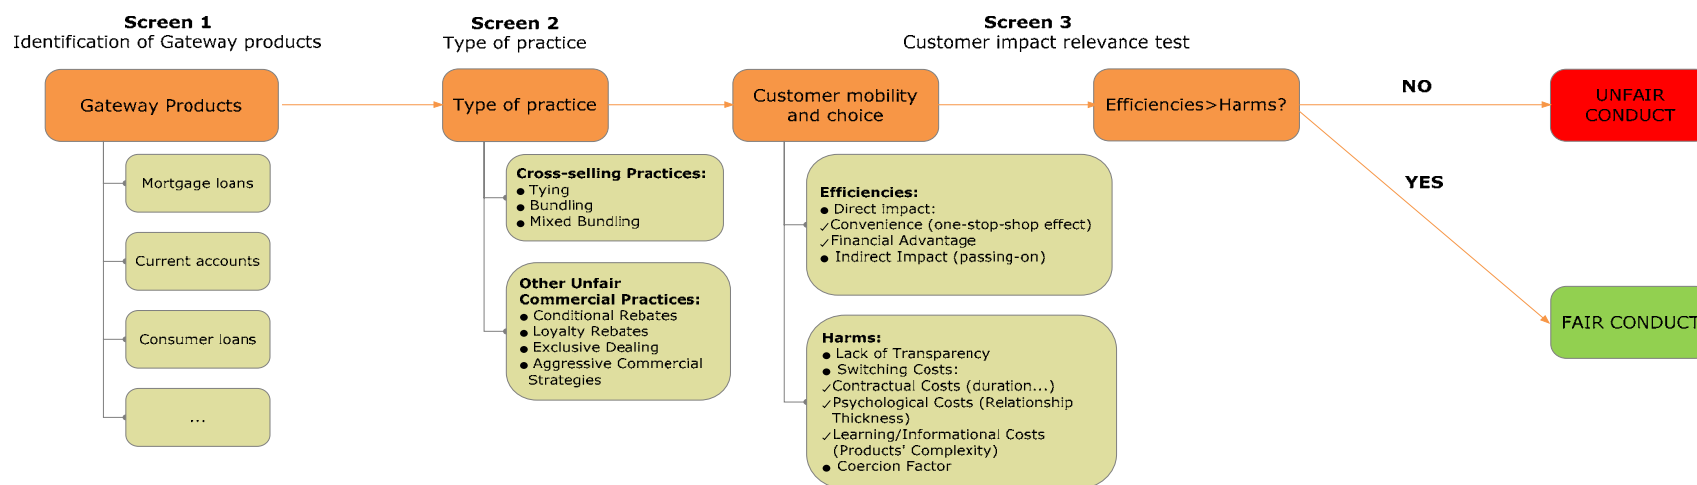 Screen 1
Identification of Gateway products
Screen 2
Type of practice
Screen 3
Customer impact relevance test
Gateway Products
Type of practice
Customer mobility
and choice
Efficiencies>Harms?
NO
UNFAIR
CONDUCT
YES
FAIR CONDUCT
Mortgage loans
Current accounts
Consumer loans
...
Cross-selling Practices:
● Tying
● Bundling
● Mixed Bundling
Other Unfair
Commercial Practices:
● Conditional Rebates
● Loyalty Rebates
● Exclusive Dealing
● Aggressive Commercial
Strategies
Efficiencies:
● Direct Impact:
✓Convenience (one-stop-shop effect)
✓Financial Advantage
● Indirect Impact (passing-on)
Harms:
● Lack of Transparency
● Switching Costs:
✓Contractual Costs (duration...)
✓Psychological Costs (Relationship
Thickness)
✓Learning/Informational Costs
(Products' Complexity)
● Coercion Factor